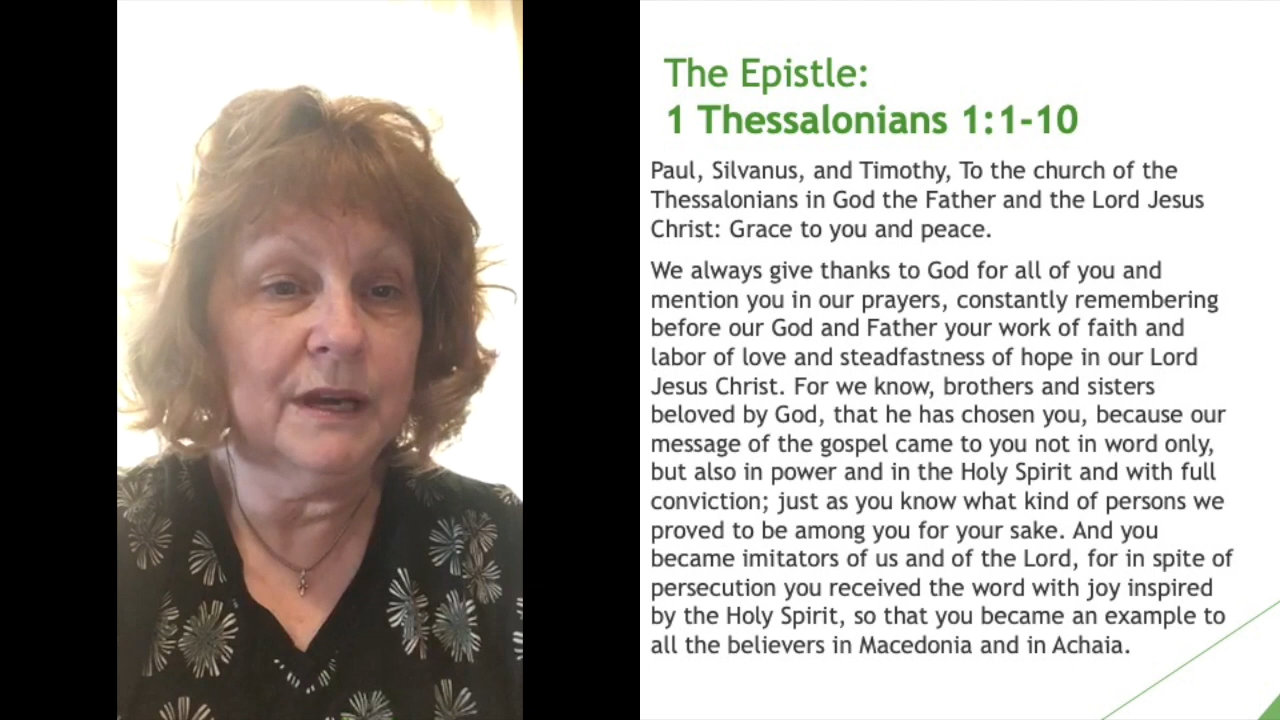 The Epistle:
1 Thessalonians 1:1-10
Paul, Silvanus, and Timothy, To the church of the
Thessalonians in God the Father and the Lord Jesus
Christ: Grace to you and peace.
We always give thanks to God for all of you and
mention you in our prayers, constantly remembering
before our God and Father your work of faith and
labor of love and steadfastness of hope in our Lord
Jesus Christ. For we know, brothers and sisters
beloved by God, that he has chosen you, because our
message of the gospel came to you not in word only,
but also in power and in the Holy Spirit and with full
conviction; just as you know what kind of persons we
proved to be among you for your sake. And you
became imitators of us and of the Lord, for in spite of
persecution you received the word with joy inspired
by the Holy Spirit, so that you became an example to
all the believers in Macedonia and in Achaia.